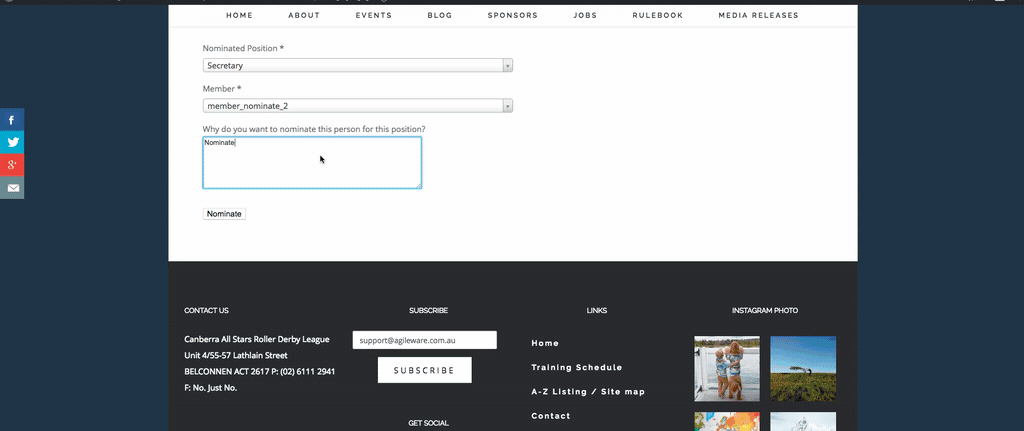 HOME ABOUT EVENTS BLOG SPONSORS JOBS RULEBOOK MEDIA RELEASES
Nominated Position *
Secretary
Member *
member_nominate_2
Why do you want to nominate this person for this position?
Nominate
Nominate
CONTACT US
Canberra All Stars Roller Derby League
Unit 4/55-57 Lathlain Street
BELCONNEN ACT 2617 P: (02) 6111 2941
F: No. Just No.
SUBSCRIBE
support@agileware.com.au
SUBSCRIBE
GET SOCIAL
LINKS
Home
Training Schedule
A-Z Listing / Site map
Contact
INSTAGRAM PHOTO